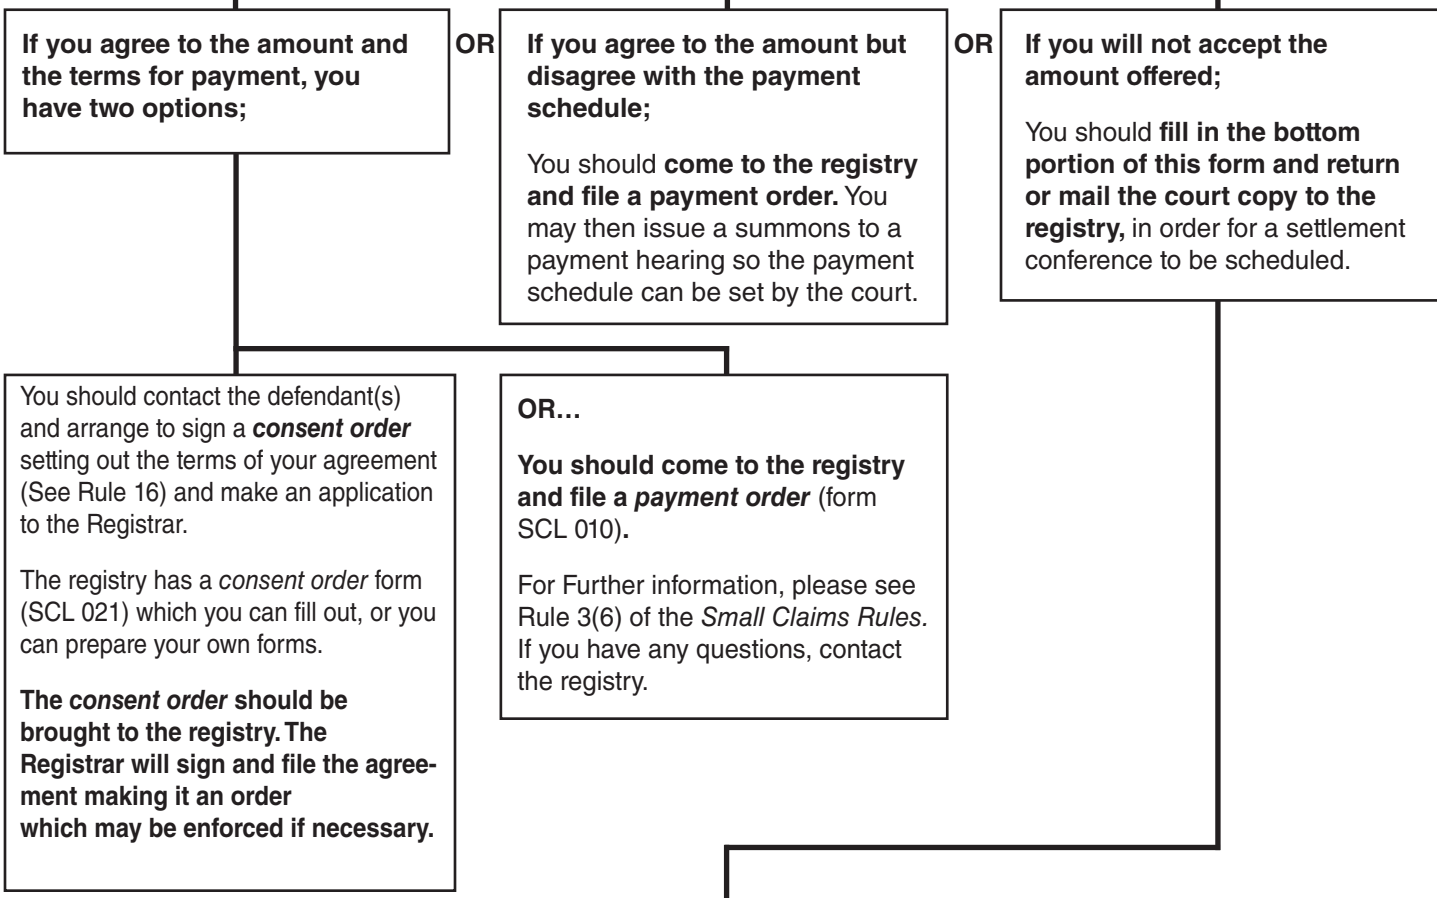 If you agree to the amount and
the terms for payment, you
have two options;
OR
If you agree to the amount but
disagree with the payment
schedule;
You should come to the registry
and file a payment order. You
may then issue a summons to a
payment hearing so the payment
schedule can be set by the court.
OR
If you will not accept the
amount offered;
You should fill in the bottom
portion of this form and return
or mail the court copy to the
registry, in order for a settlement
conference to be scheduled.
You should contact the defendant(s)
and arrange to sign a consent order
setting out the terms of your agreement
(See Rule 16) and make an application
to the Registrar.
The registry has a consent order form
(SCL 021) which you can fill out, or you
can prepare your own forms.
The consent order should be
brought to the registry. The
Registrar will sign and file the agree-
ment making it an order
which may be enforced if necessary.
OR...
You should come to the registry
and file a payment order (form
SCL 010).
For Further information, please see
Rule 3(6) of the Small Claims Rules.
If you have any questions, contact
the registry.